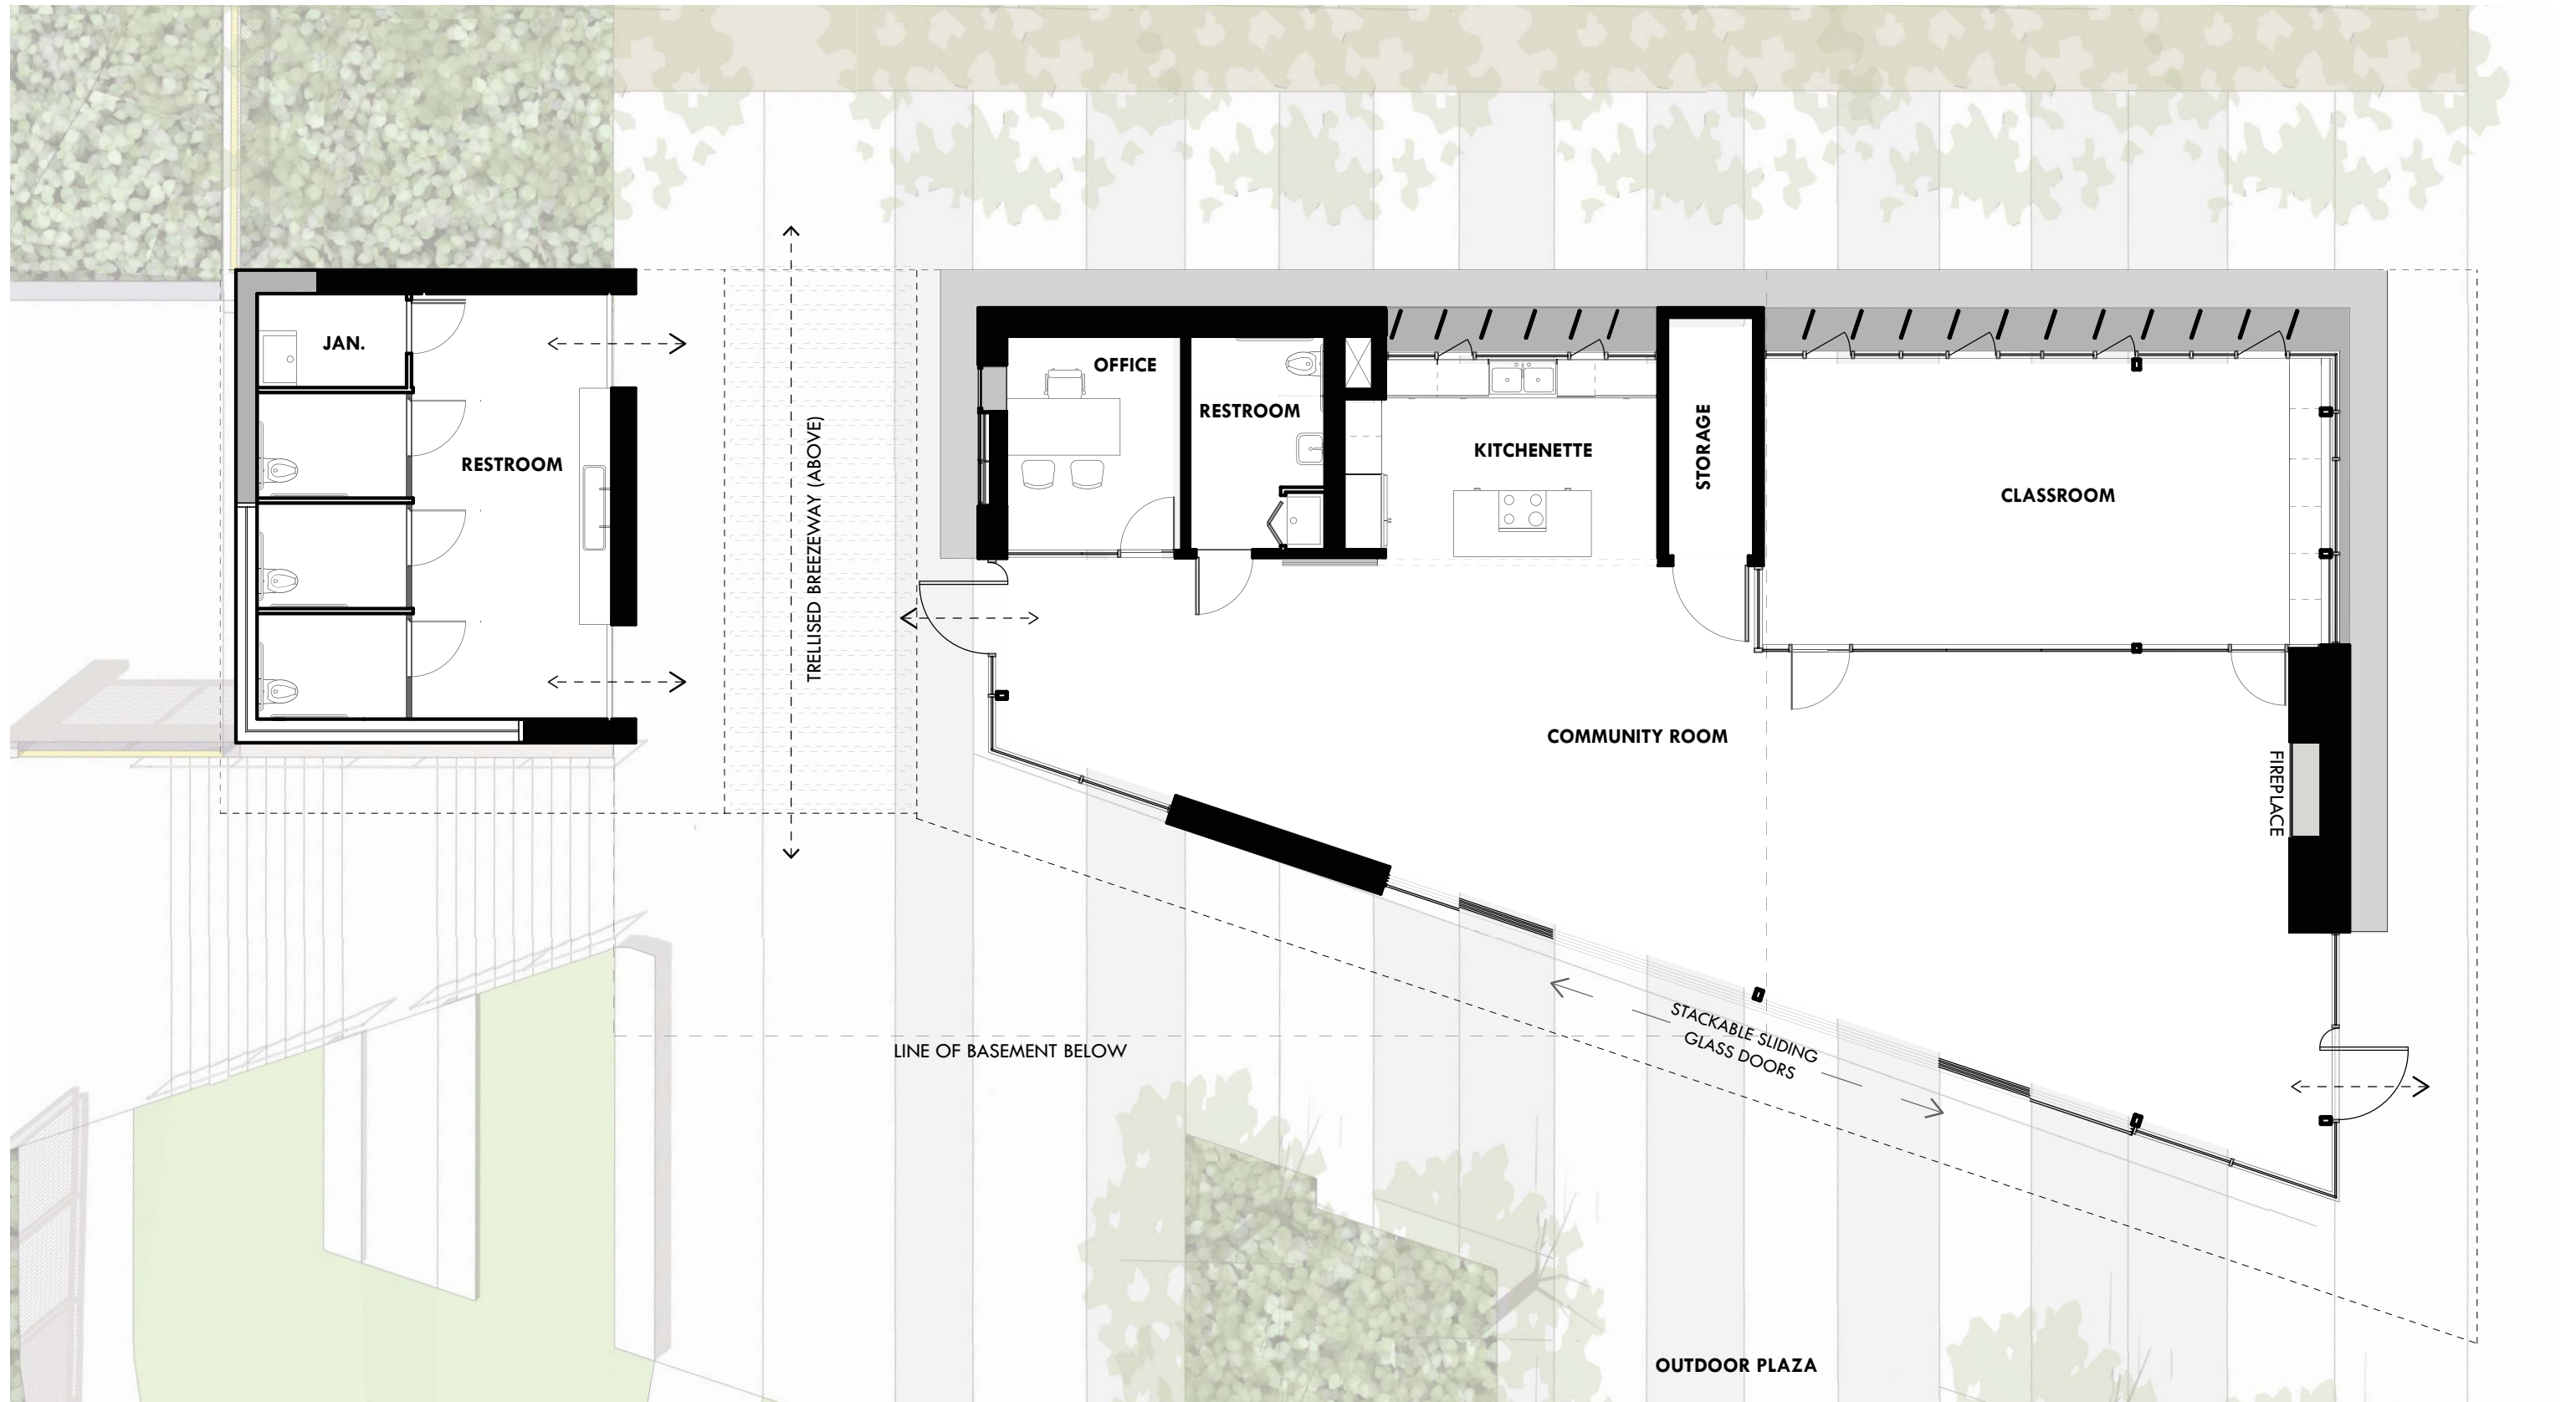 JAN.
RESTROOM
TRELLISED BREEZEWAY (ABOVE)
OFFICE
RESTROOM
KITCHENETTE
STORAGE
CLASSROOM
COMMUNITY ROOM
FIREPLACE
STACKABLE SLIDING
GLASS DOORS
LINE OF BASEMENT BELOW
OUTDOOR PLAZA